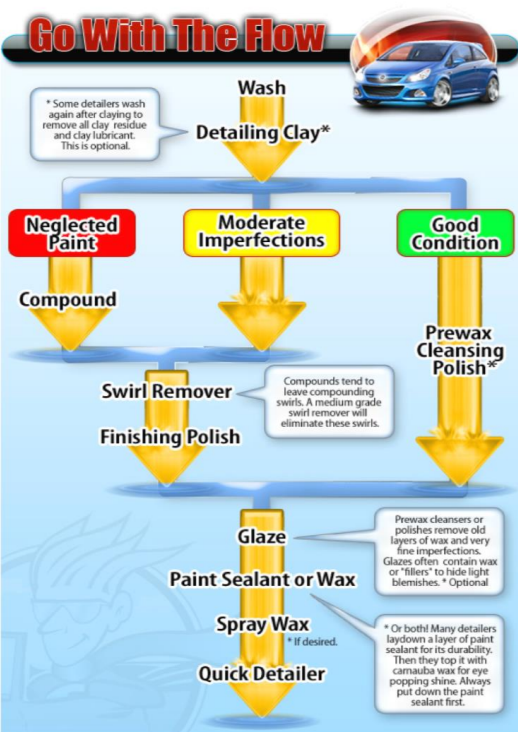 Go With The Flow
Wash
* Some detailers wash
again after claying to
remove all clay residue
and clay lubricant.
This is optional.
Detailing Clay*
Neglected
Paint
Moderate
Imperfections
Good
Condition
Compound
Prewax
Cleansing
Polish*
Swirl Remover
Compounds tend to
leave compounding
swirls. A medium grade
swirl remover will
eliminate these swirls.
Finishing Polish
Glaze
Prewax cleansers or
polishes remove old
layers of wax and very
fine imperfections.
Glazes often contain wax
or "fillers" to hide light
blemishes. * Optional
Paint Sealant or Wax
Spray Wax
* If desired.
* Or both! Many detailers
laydown a layer of paint
sealant for its durability.
Then they top it with
carnauba wax for eye
popping shine. Always
put down the paint
sealant first.
Quick Detailer